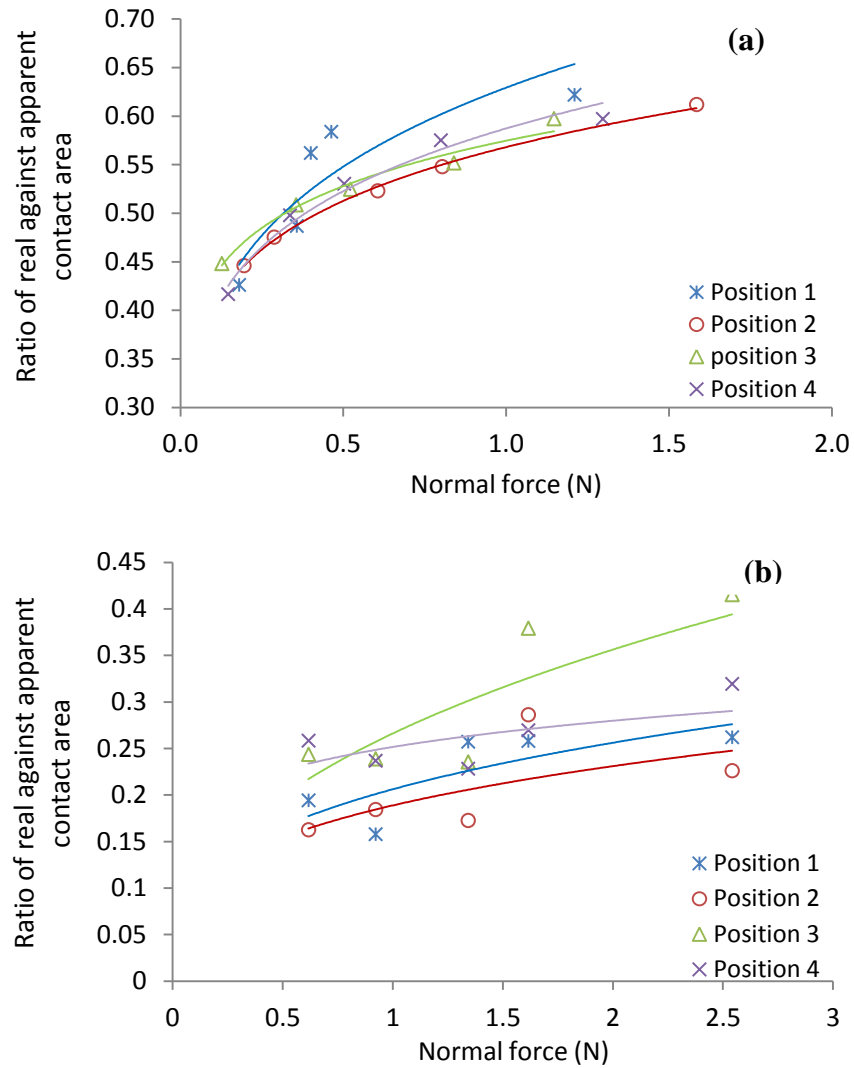 (a)
Ratio of real against apparent
contact area
0.70
0.65
0.60
0.55
0.50
0.45
0.40
0.35
0.30
Position 1
Position 2
position 3
Position 4
0.0 0.5 1.0 1.5 2.0
Normal force (N)
(b)
Ratio of real against apparent
contact area
0.45
0.4
0.35
0.3
0.25
0.2
0.15
0.1
0.05
0
Position 1
Position 2
Position 3
Position 4
0 0.5 1 1.5 2 2.5 3
Normal force (N)